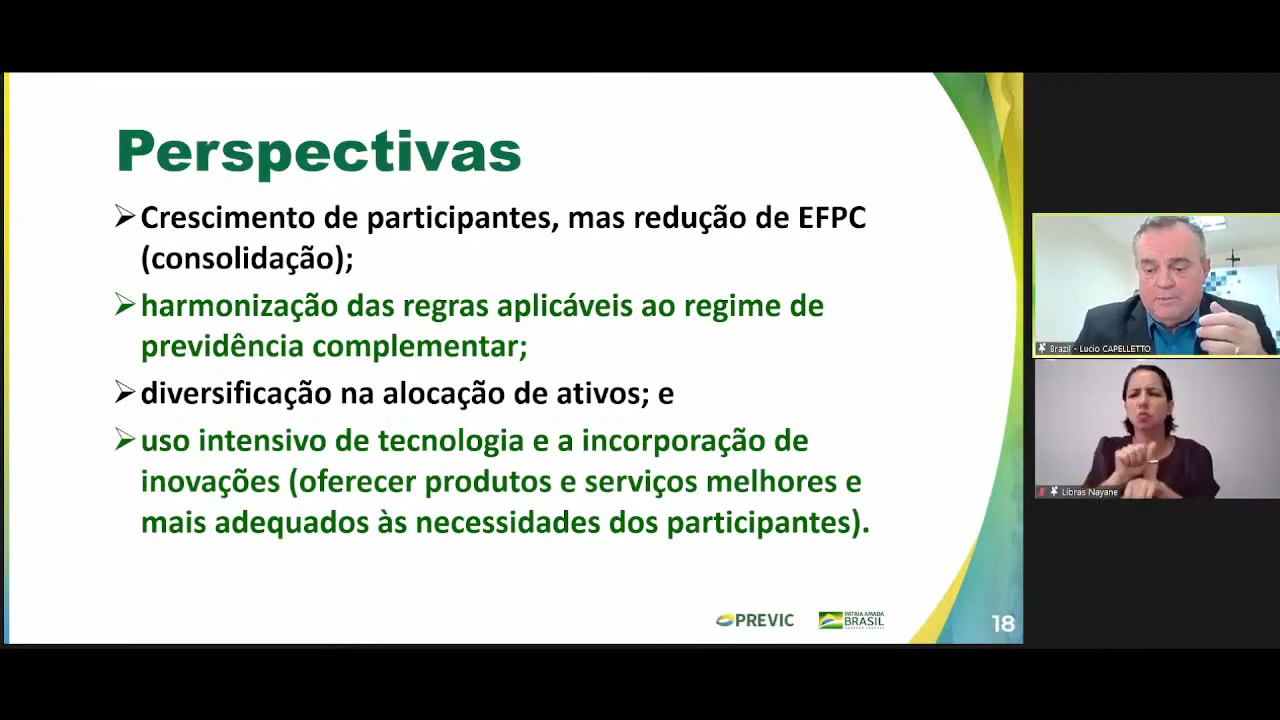 Perspectivas
Crescimento de participantes, mas redução de EFPC
(consolidação);
harmonização das regras aplicáveis ao regime de
previdência complementar;
diversificação na alocação de ativos; e
uso intensivo de tecnologia e a incorporação de
inovações (oferecer produtos e serviços melhores e
mais adequados às necessidades dos participantes).
PREVIC
PÁTRIA AMADA
BRASIL
GOVERNO FEDERAL
18
Brazil - Lucio CAPELLETTO
Libras Nayane